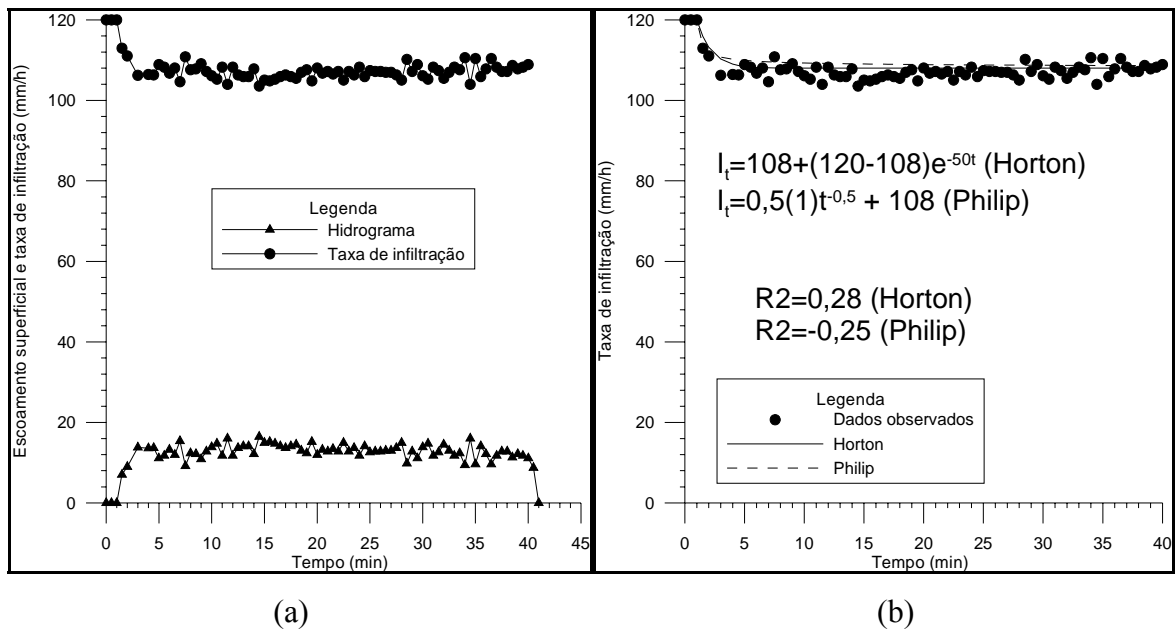 120
100
80
60
40
20
0
Escoamento superficial e taxa de infiltração (mm/h)
Legenda
Hidrograma
Taxa de infiltração
0 5 10 15 20 25 30 35 40 45
Tempo (min)
(a)
120
100
80
60
40
20
0
Taxa de infiltração (mm/h)
I_t=108+(120-108)e^-50t (Horton)
I_t=0,5(1)t^-0,5 + 108 (Philip)
R2=0,28 (Horton)
R2=-0,25 (Philip)
Legenda
Dados observados
Horton
Philip
0 5 10 15 20 25 30 35 40
Tempo (min)
(b)